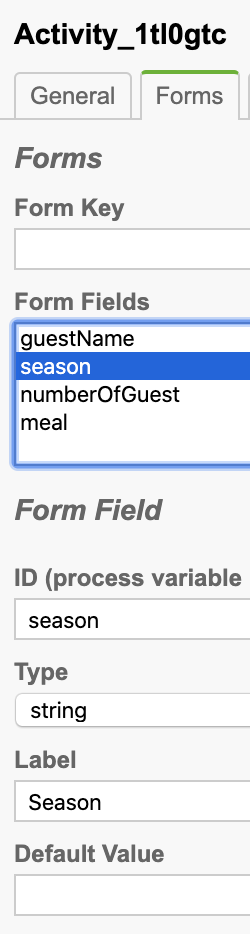 Activity_1tl0gtc
General
Forms
Forms
Form Key
Form Fields
guestName
season
numberOfGuest
meal
Form Field
ID (process variable
season
Type
string
Label
Season
Default Value